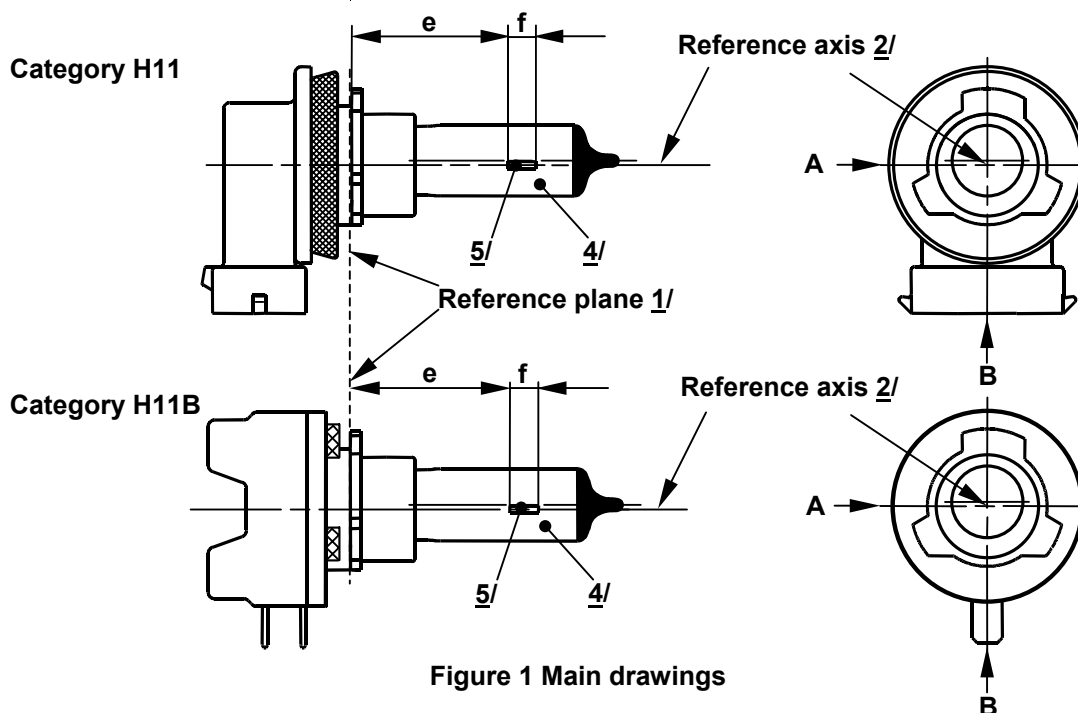 e f
Reference axis 2/
Category H11
A
5/ 4/
Reference plane 1/
B
e f
Reference axis 2/
Category H11B
A
5/ 4/
Figure 1 Main drawings
B